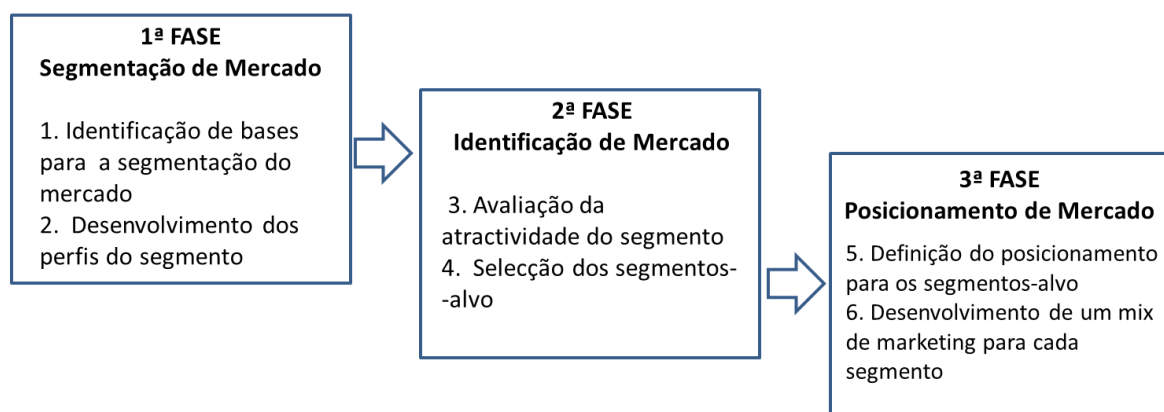 1ª FASE
Segmentação de Mercado
1. Identificação de bases
para a segmentação do
mercado
2. Desenvolvimento dos
perfis do segmento
2ª FASE
Identificação de Mercado
3. Avaliação da
atractividade do segmento
4. Selecção dos segmentos-
-alvo
3ª FASE
Posicionamento de Mercado
5. Definição do posicionamento
para os segmentos-alvo
6. Desenvolvimento de um mix
de marketing para cada
segmento